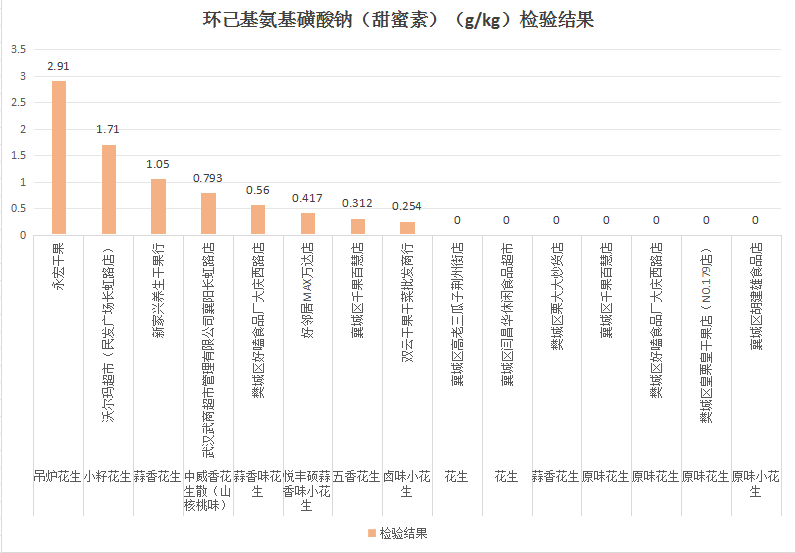 环己基氨基磺酸钠（甜蜜素）（g/kg）检验结果
3.5
3
2.5
2
1.5
1
0.5
0
2.91
1.71
1.05
0.793
0.56
0.417
0.312
0.254
0
0
0
0
0
0
0
永宏干果
沃尔玛超市（民发广场长虹路店）
新家兴养生干果行
武汉武商超市管理有限公司襄阳长虹路店
樊城区好嗑食品厂大庆西路店
好邻居MAX万达店
襄城区千果百慧店
双云干果干菜批发商行
襄城区高老三瓜子荆州街店
襄城区闫昌华休闲食品超市
樊城区栗大大炒货店
襄城区千果百慧店
樊城区好嗑食品厂大庆西路店
樊城区皇栗皇干果店（NO.179店）
襄城区胡建雄食品店
吊炉花生
小籽花生
蒜香花生
中威香花
生散（山
核桃味）
蒜香味花
生
悦丰硕蒜
香味小花
生
五香花生
卤味小花
生
花生
花生
蒜香花生
原味花生
原味花生
原味花生
原味小花
生
检验结果